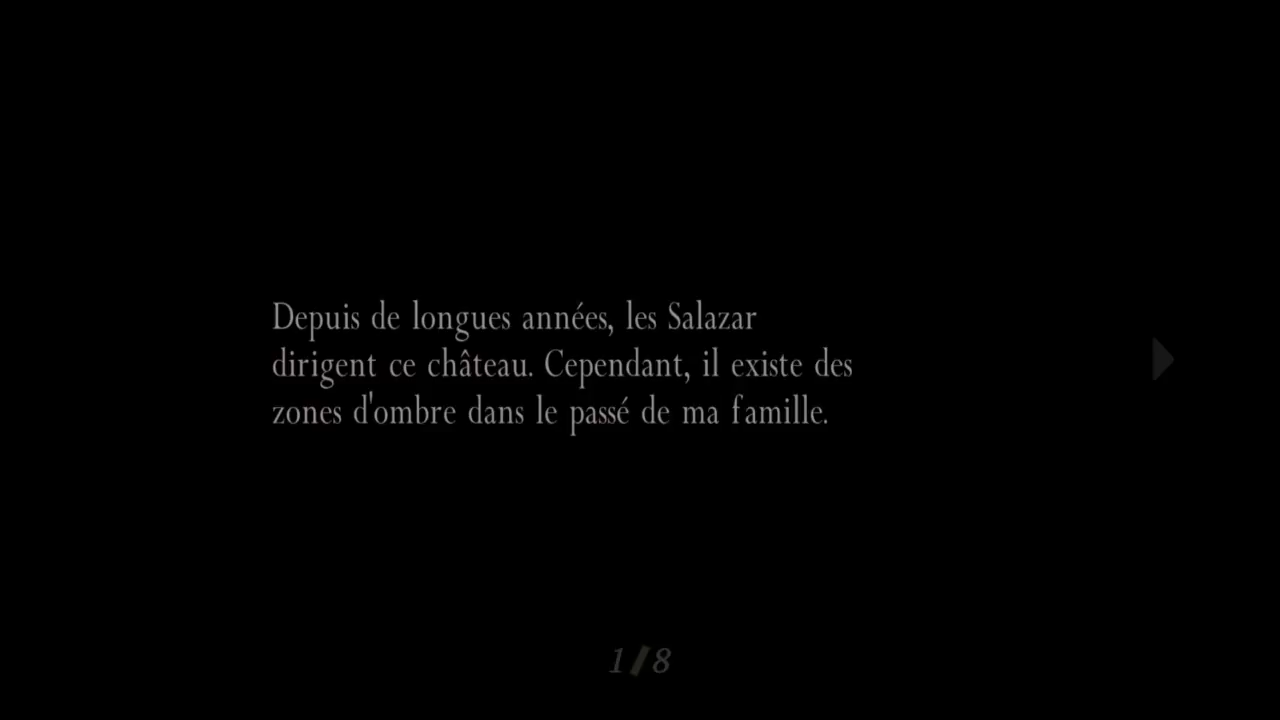 Depuis de longues années, les Salazar
dirigent ce château. Cependant, il existe des
zones d'ombre dans le passé de ma famille.
1/8